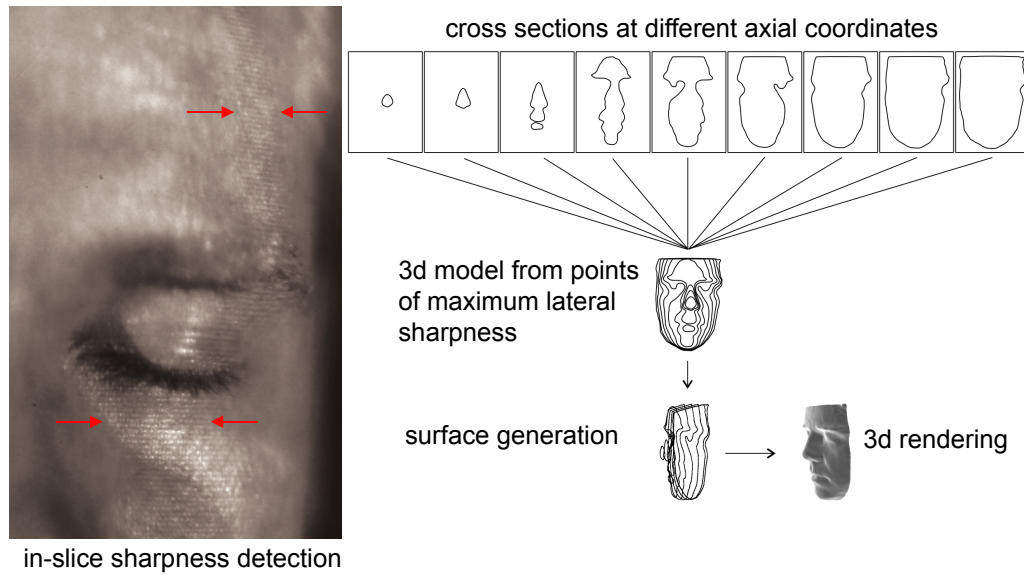 cross sections at different axial coordinates
3d model from points
of maximum lateral
sharpness
surface generation
3d rendering
in-slice sharpness detection